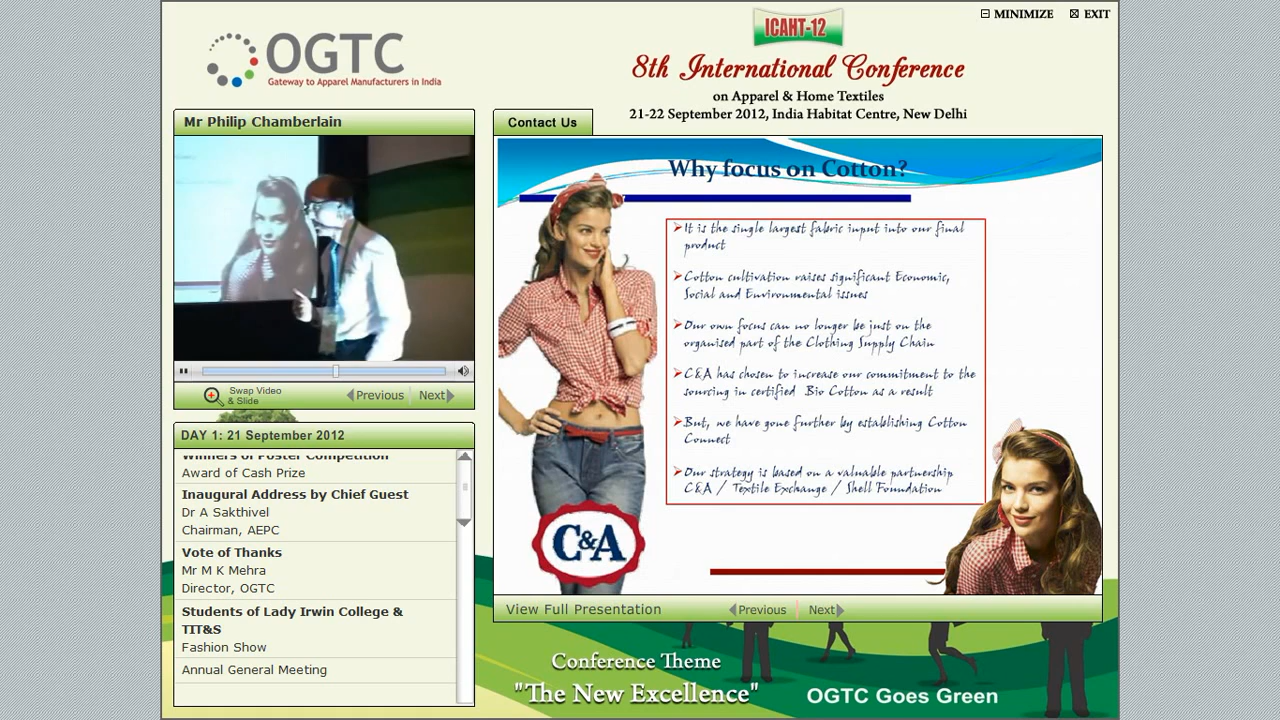 MINIMIZE
EXIT
ICAHT-12
OGTC
Gateway to Apparel Manufacturers in India
8th International Conference
on Apparel & Home Textiles
21-22 September 2012, India Habitat Centre, New Delhi
Mr Philip Chamberlain
Contact Us
Why focus on Cotton?
It is the single largest fabric input into our final
product
Cotton cultivation raises significant Economic,
Social and Environmental issues
Our own focus can no longer be just on the
organised part of the Clothing Supply Chain
C&A has chosen to increase our commitment to the
sourcing in certified Bio Cotton as a result
But, we have gone further by establishing Cotton
Connect
Our strategy is based on a valuable partnership
C&A / Textile Exchange / Shell Foundation
C&A
Swap Video
& Slide
Previous
Next
DAY 1: 21 September 2012
Winners of Poster Competition
Award of Cash Prize
Inaugural Address by Chief Guest
Dr A Sakthivel
Chairman, AEPC
Vote of Thanks
Mr M K Mehra
Director, OGTC
Students of Lady Irwin College &
TIT&S
Fashion Show
Annual General Meeting
View Full Presentation
Previous
Next
Conference Theme
"The New Excellence"
OGTC Goes Green